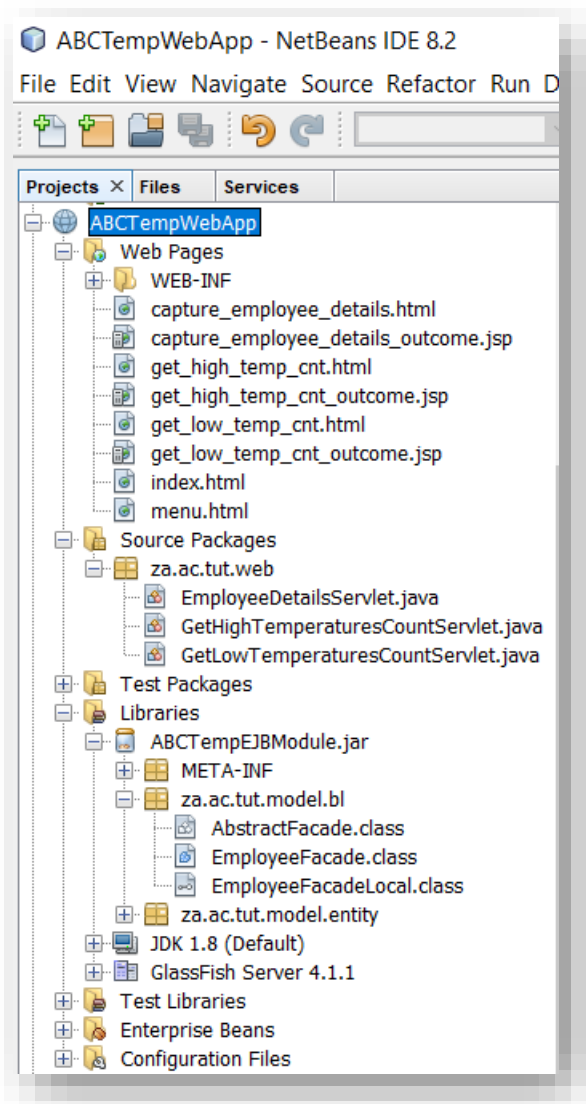 ABCTempWebApp - NetBeans IDE 8.2
File Edit View Navigate Source Refactor Run D
Projects × Files Services
ABCTempWebApp
Web Pages
WEB-INF
capture_employee_details.html
capture_employee_details_outcome.jsp
get_high_temp_cnt.html
get_high_temp_cnt_outcome.jsp
get_low_temp_cnt.html
get_low_temp_cnt_outcome.jsp
index.html
menu.html
Source Packages
za.ac.tut.web
EmployeeDetailsServlet.java
GetHighTemperaturesCountServlet.java
GetLowTemperaturesCountServlet.java
Test Packages
Libraries
ABCTempEJBModule.jar
META-INF
za.ac.tut.model.bl
AbstractFacade.class
EmployeeFacade.class
EmployeeFacadeLocal.class
za.ac.tut.model.entity
JDK 1.8 (Default)
GlassFish Server 4.1.1
Test Libraries
Enterprise Beans
Configuration Files